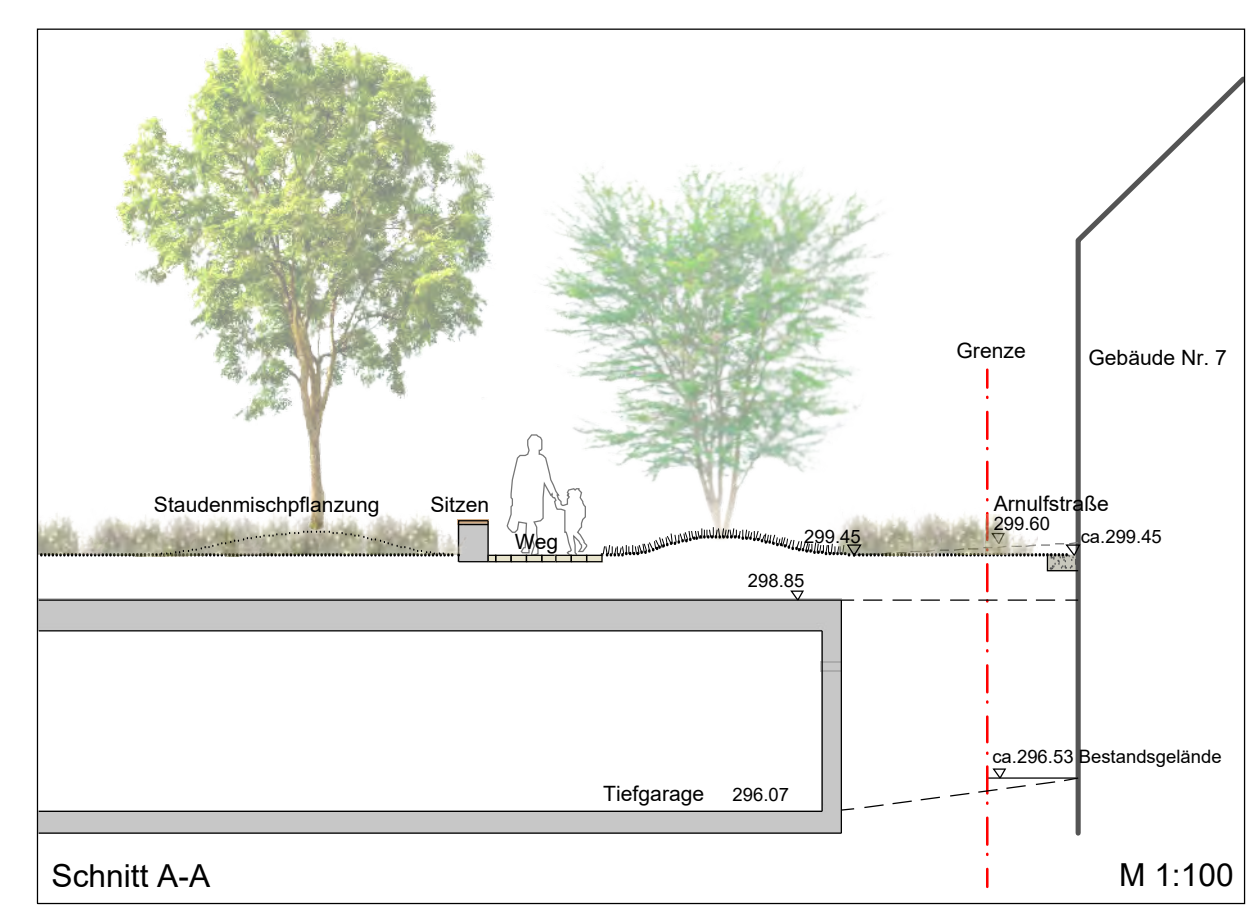 Grenze
Gebäude Nr. 7
Staudenmischpflanzung
Sitzen
Arnulfstraße
299.60
Weg
299.45
ca.299.45
298.85
ca.296.53 Bestandsgelände
Tiefgarage 296.07
Schnitt A-A
M 1:100